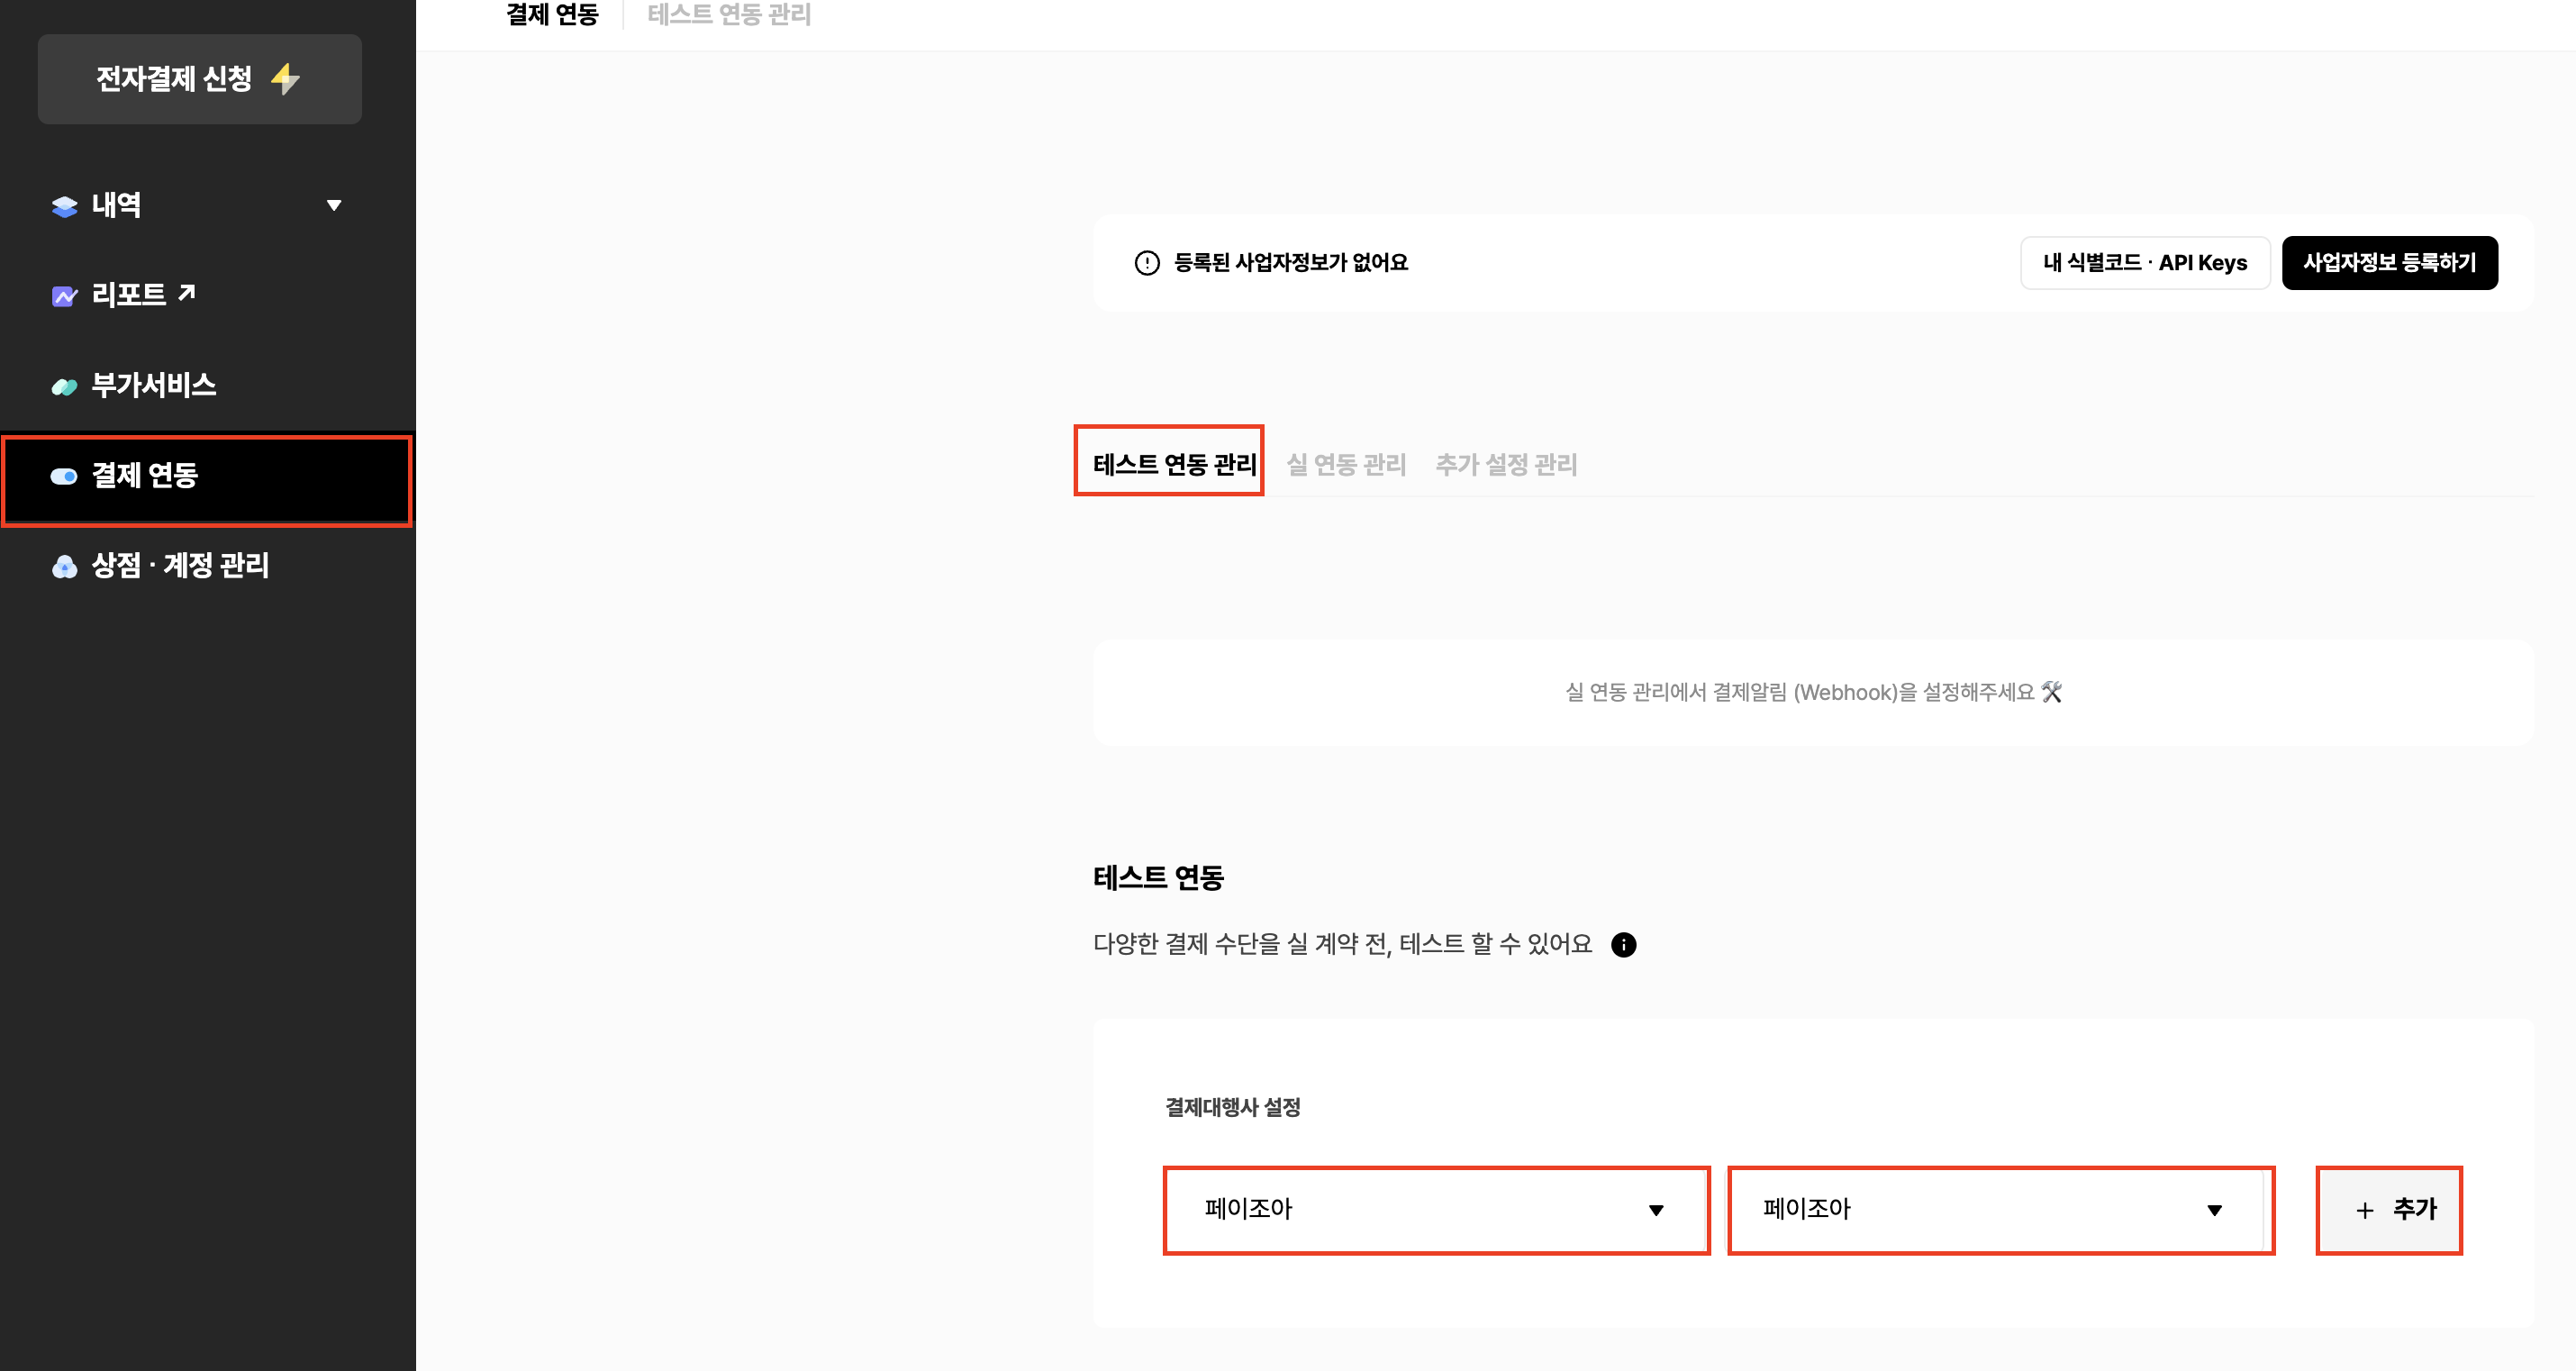 결제 연동
테스트 연동 관리
전자결제 신청
내역
리포트
부가서비스
결제 연동
상점 · 계정 관리
등록된 사업자정보가 없어요
내 식별코드 · API Keys
사업자정보 등록하기
테스트 연동 관리
실 연동 관리
추가 설정 관리
실 연동 관리에서 결제알림 (Webhook)을 설정해주세요 🛠
테스트 연동
다양한 결제 수단을 실 계약 전, 테스트 할 수 있어요
결제대행사 설정
페이조아
페이조아
+ 추가